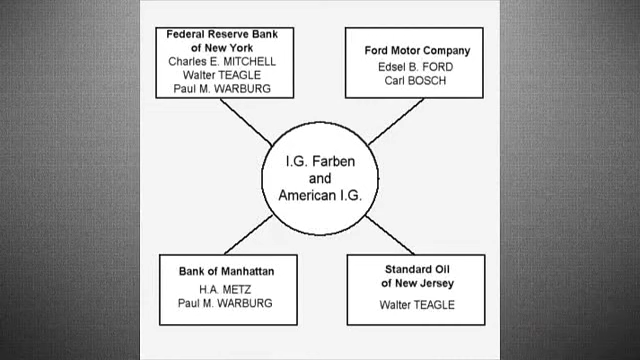 Federal Reserve Bank
of New York
Charles E. MITCHELL
Walter TEAGLE
Paul M. WARBURG
Ford Motor Company
Edsel B. FORD
Carl BOSCH
I.G. Farben
and
American I.G.
Bank of Manhattan
H.A. METZ
Paul M. WARBURG
Standard Oil
of New Jersey
Walter TEAGLE